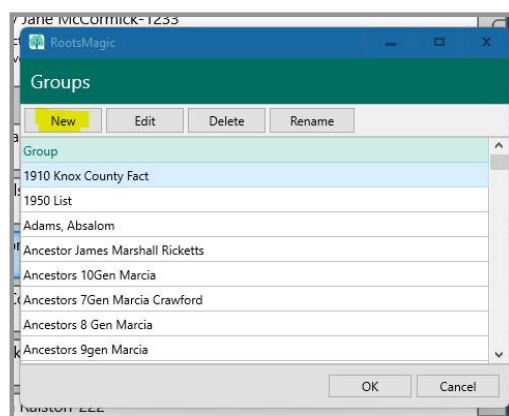 Jane McCormick-1233
RootsMagic
Groups
New Edit Delete Rename
Group
1910 Knox County Fact
1950 List
Adams, Absalom
Ancestor James Marshall Ricketts
Ancestors 10Gen Marcia
Ancestors 7Gen Marcia Crawford
Ancestors 8 Gen Marcia
Ancestors 9gen Marcia
OK Cancel
Ralston-222